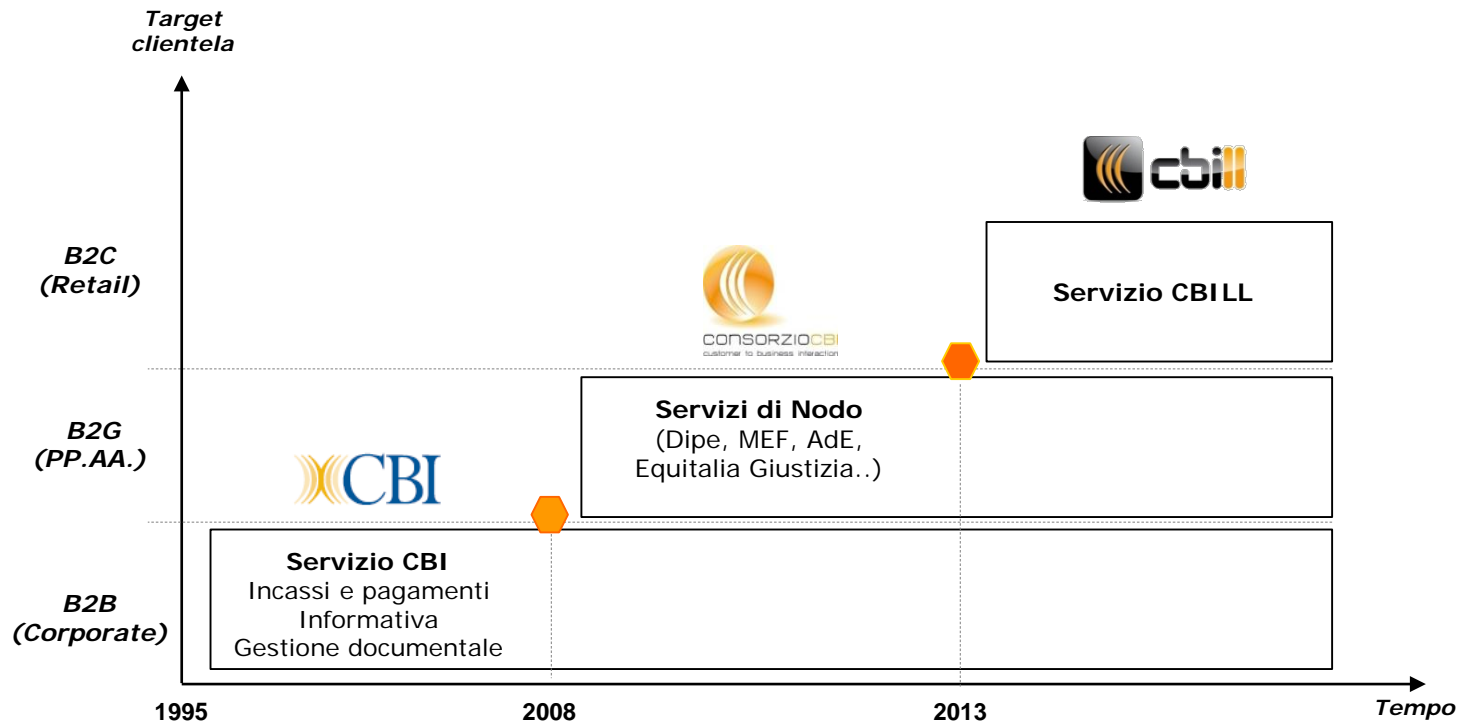 Target
clientela
cbill
B2C
(Retail)
Servizio CBILL
CONSORZIOCBI
customer to business interaction
B2G
(PP.AA.)
Servizi di Nodo
(Dipe, MEF, AdE,
Equitalia Giustizia..)
CBI
B2B
(Corporate)
Servizio CBI
Incassi e pagamenti
Informativa
Gestione documentale
1995
2008
2013
Tempo